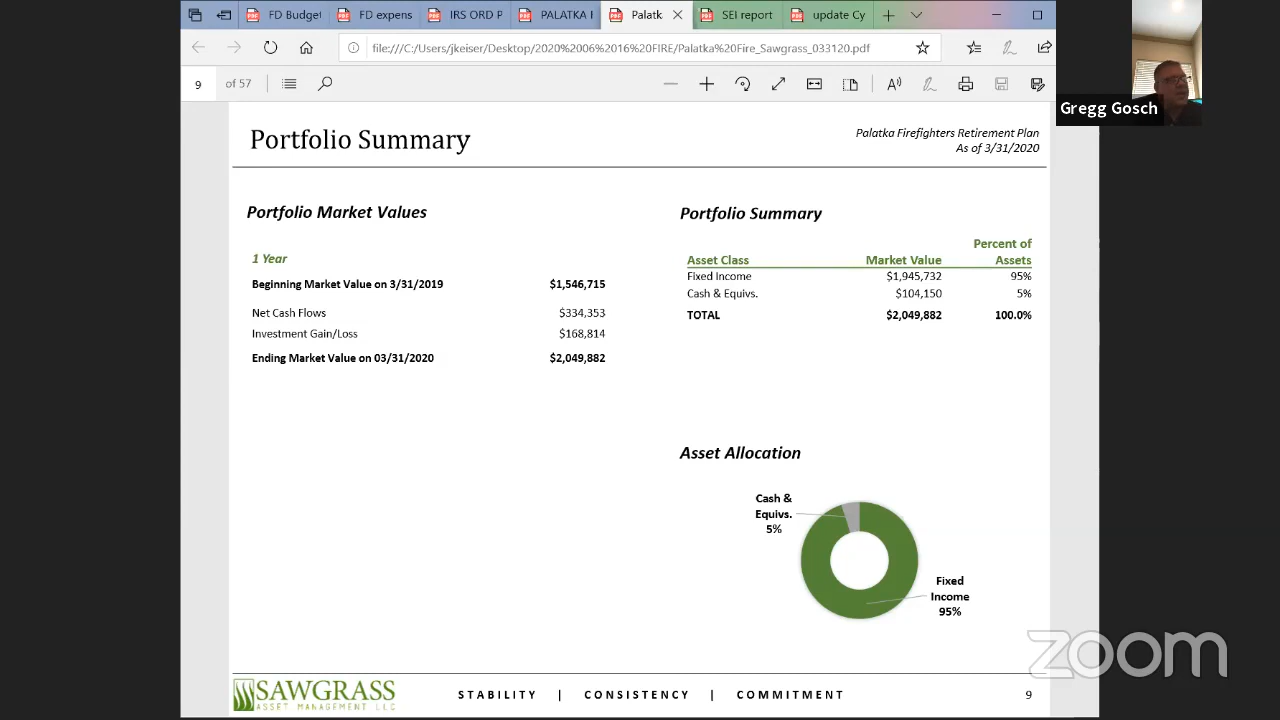 FD Budget
FD expens
IRS ORD P
PALATKA I
Palatk
SEI report
update Cy
file:///C:/Users/jkeiser/Desktop/2020%2006%2016%20FIRE/Palatka%20Fire_Sawgrass_033120.pdf
9 of 57
Gregg Gosch
Portfolio Summary
Palatka Firefighters Retirement Plan
As of 3/31/2020
Portfolio Market Values
1 Year
Beginning Market Value on 3/31/2019 $1,546,715
Net Cash Flows $334,353
Investment Gain/Loss $168,814
Ending Market Value on 03/31/2020 $2,049,882
Portfolio Summary
Percent of
Asset Class Market Value Assets
Fixed Income $1,945,732 95%
Cash & Equivs. $104,150 5%
TOTAL $2,049,882 100.0%
Asset Allocation
Cash &
Equivs.
5%
Fixed
Income
95%
SAWGRASS
ASSET MANAGEMENT LLC
STABILITY | CONSISTENCY | COMMITMENT
9
zoom